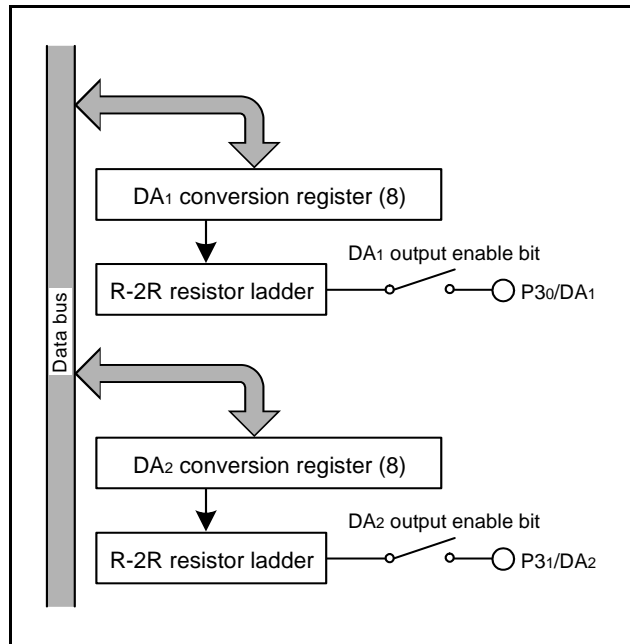 DA1 conversion register (8)
DA1 output enable bit
R-2R resistor ladder
P30/DA1
Data bus
DA2 conversion register (8)
DA2 output enable bit
R-2R resistor ladder
P31/DA2